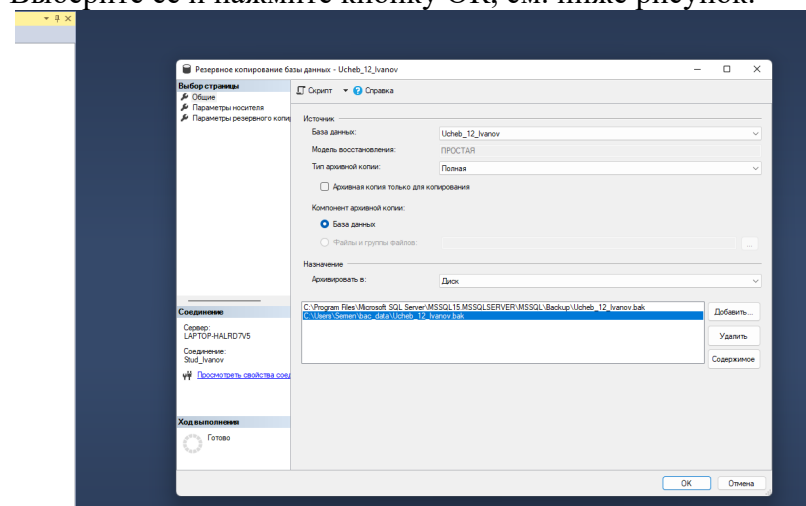 Выберите ее и нажмите кнопку ОК, см. ниже рисунок.
Резервное копирование базы данных - Ucheb_12_Ivanov
Выбор страницы
Общие
Параметры носителя
Параметры резервного копи
Скрипт
Справка
Источник
База данных:
Ucheb_12_Ivanov
Модель восстановления:
ПРОСТАЯ
Тип архивной копии:
Полная
Архивная копия только для копирования
Компонент архивной копии:
База данных
Файлы и группы файлов:
...
Назначение
Архивировать в:
Диск
C:\Program Files\Microsoft SQL Server\MSSQL15.MSSQLSERVER\MSSQL\Backup\Ucheb_12_Ivanov.bak
C:\Users\Semen\bac_data\Ucheb_12_Ivanov.bak
Добавить...
Удалить
Содержимое
Соединение
Сервер:
LAPTOP-HALRD7V5
Соединение:
Stud_Ivanov
Просмотреть свойства соед
Ход выполнения
Готово
OK
Отмена